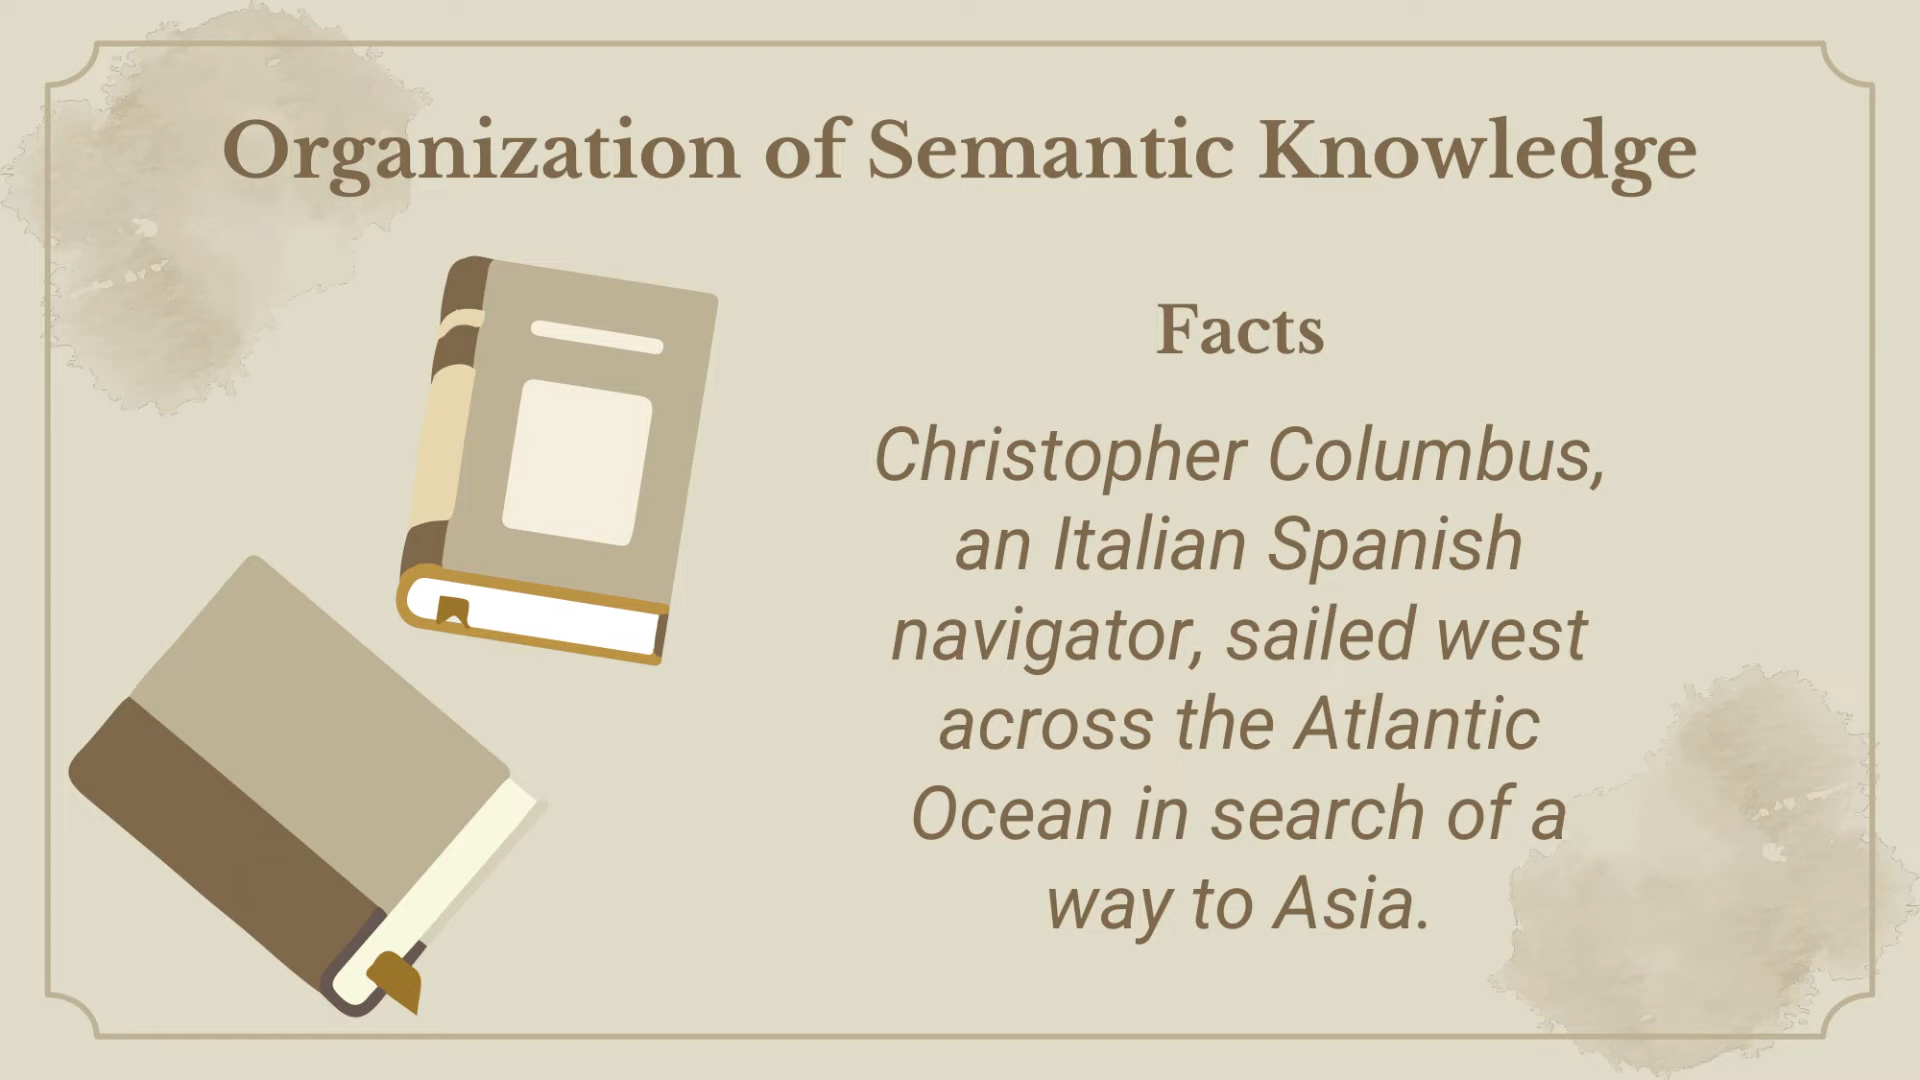 Organization of Semantic Knowledge
Facts
Christopher Columbus,
an Italian Spanish
navigator, sailed west
across the Atlantic
Ocean in search of a
way to Asia.